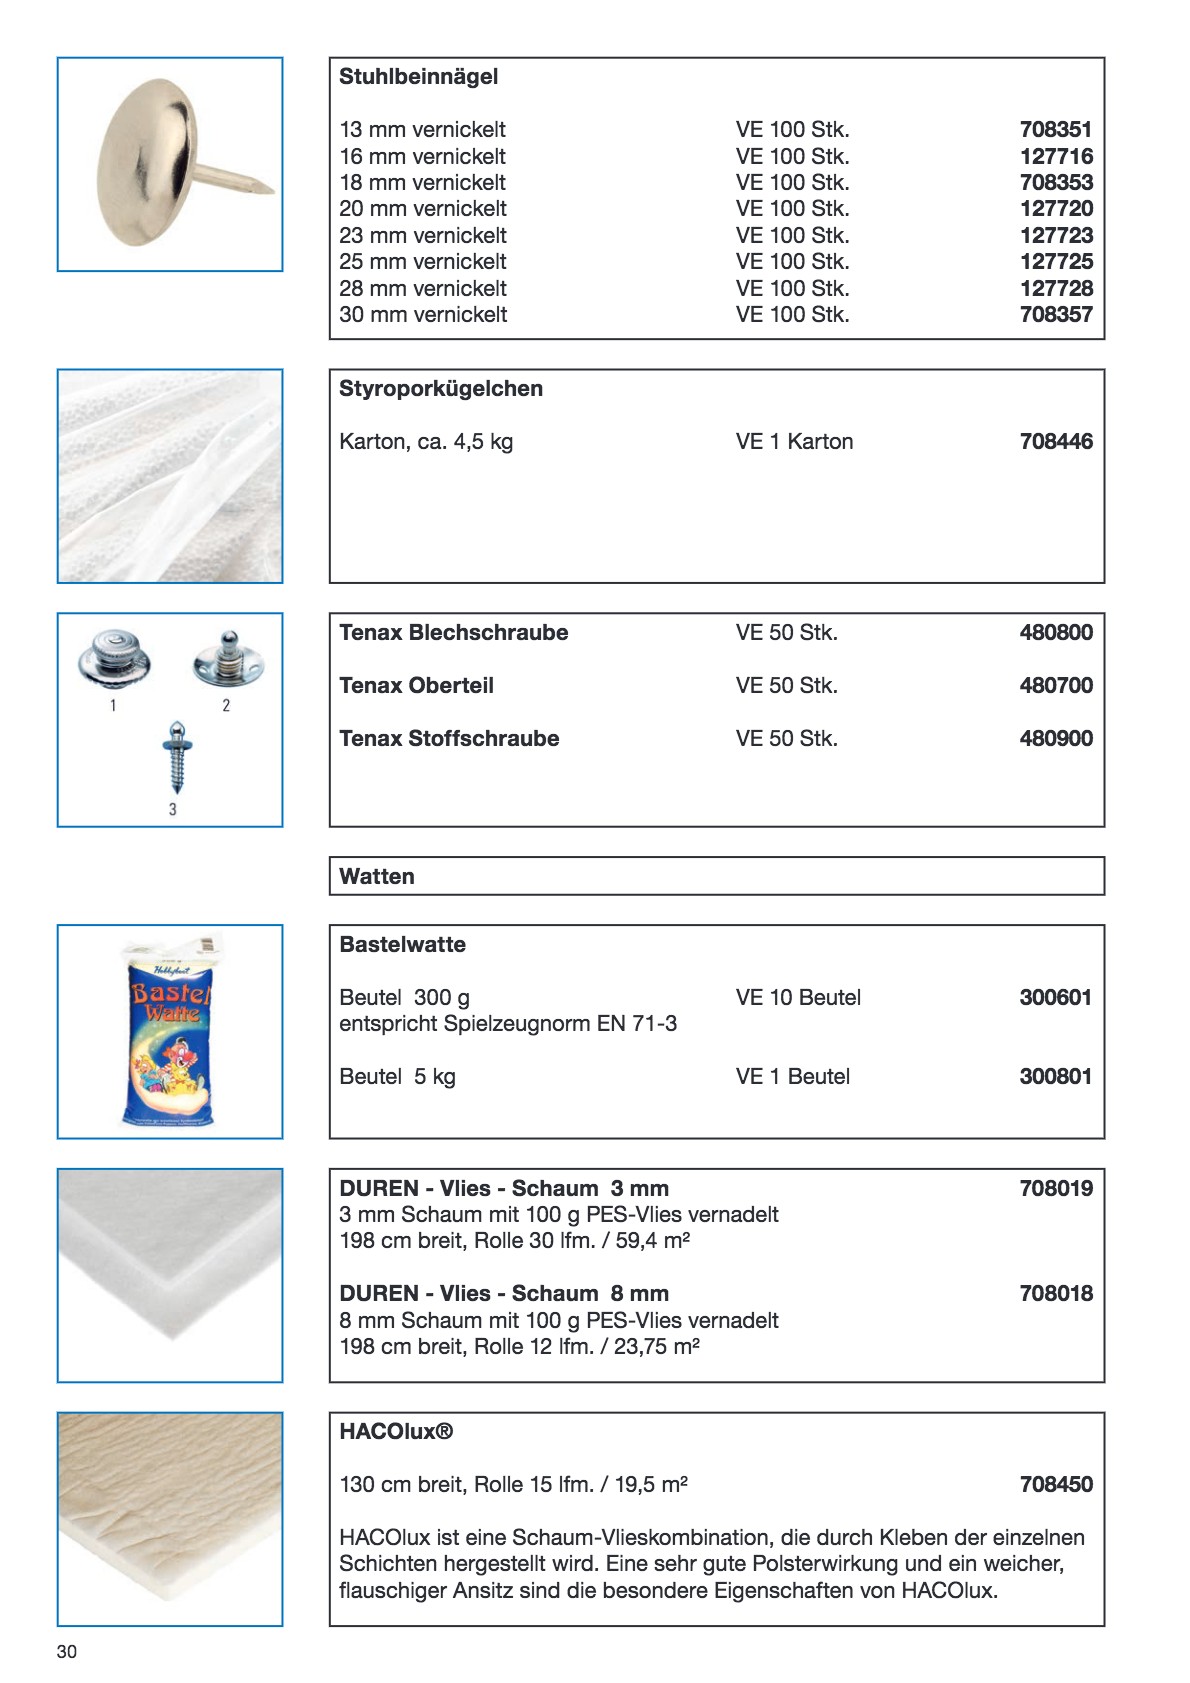 Stuhlbeinnägel
13 mm vernickelt VE 100 Stk. 708351
16 mm vernickelt VE 100 Stk. 127716
18 mm vernickelt VE 100 Stk. 708353
20 mm vernickelt VE 100 Stk. 127720
23 mm vernickelt VE 100 Stk. 127723
25 mm vernickelt VE 100 Stk. 127725
28 mm vernickelt VE 100 Stk. 127728
30 mm vernickelt VE 100 Stk. 708357
Styroporkügelchen
Karton, ca. 4,5 kg VE 1 Karton 708446
1 2
3
Tenax Blechschraube VE 50 Stk. 480800
Tenax Oberteil VE 50 Stk. 480700
Tenax Stoffschraube VE 50 Stk. 480900
Watten
Hobbybast
Bastel
Watte
Bastelwatte
Beutel 300 g VE 10 Beutel 300601
entspricht Spielzeugnorm EN 71-3
Beutel 5 kg VE 1 Beutel 300801
DUREN - Vlies - Schaum 3 mm 708019
3 mm Schaum mit 100 g PES-Vlies vernadelt
198 cm breit, Rolle 30 lfm. / 59,4 m²
DUREN - Vlies - Schaum 8 mm 708018
8 mm Schaum mit 100 g PES-Vlies vernadelt
198 cm breit, Rolle 12 lfm. / 23,75 m²
HACOlux®
130 cm breit, Rolle 15 lfm. / 19,5 m² 708450
HACOlux ist eine Schaum-Vlieskombination, die durch Kleben der einzelnen
Schichten hergestellt wird. Eine sehr gute Polsterwirkung und ein weicher,
flauschiger Ansitz sind die besondere Eigenschaften von HACOlux.
30